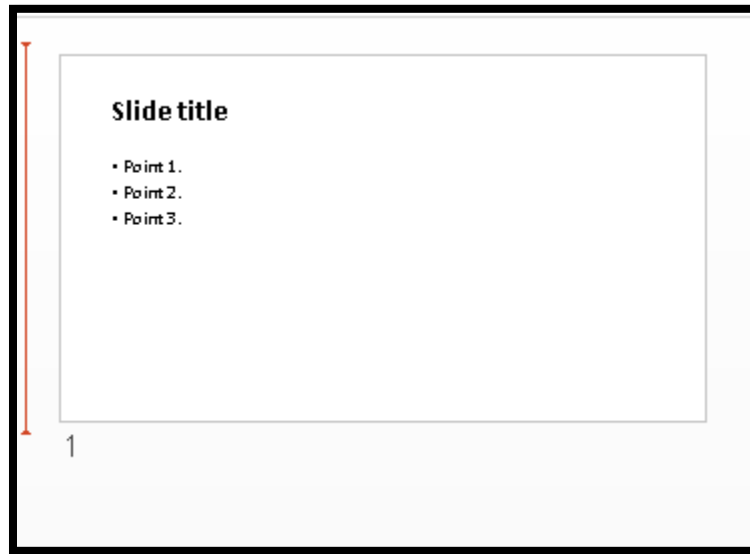 Slide title
• Point 1.
• Point 2.
• Point 3.
1